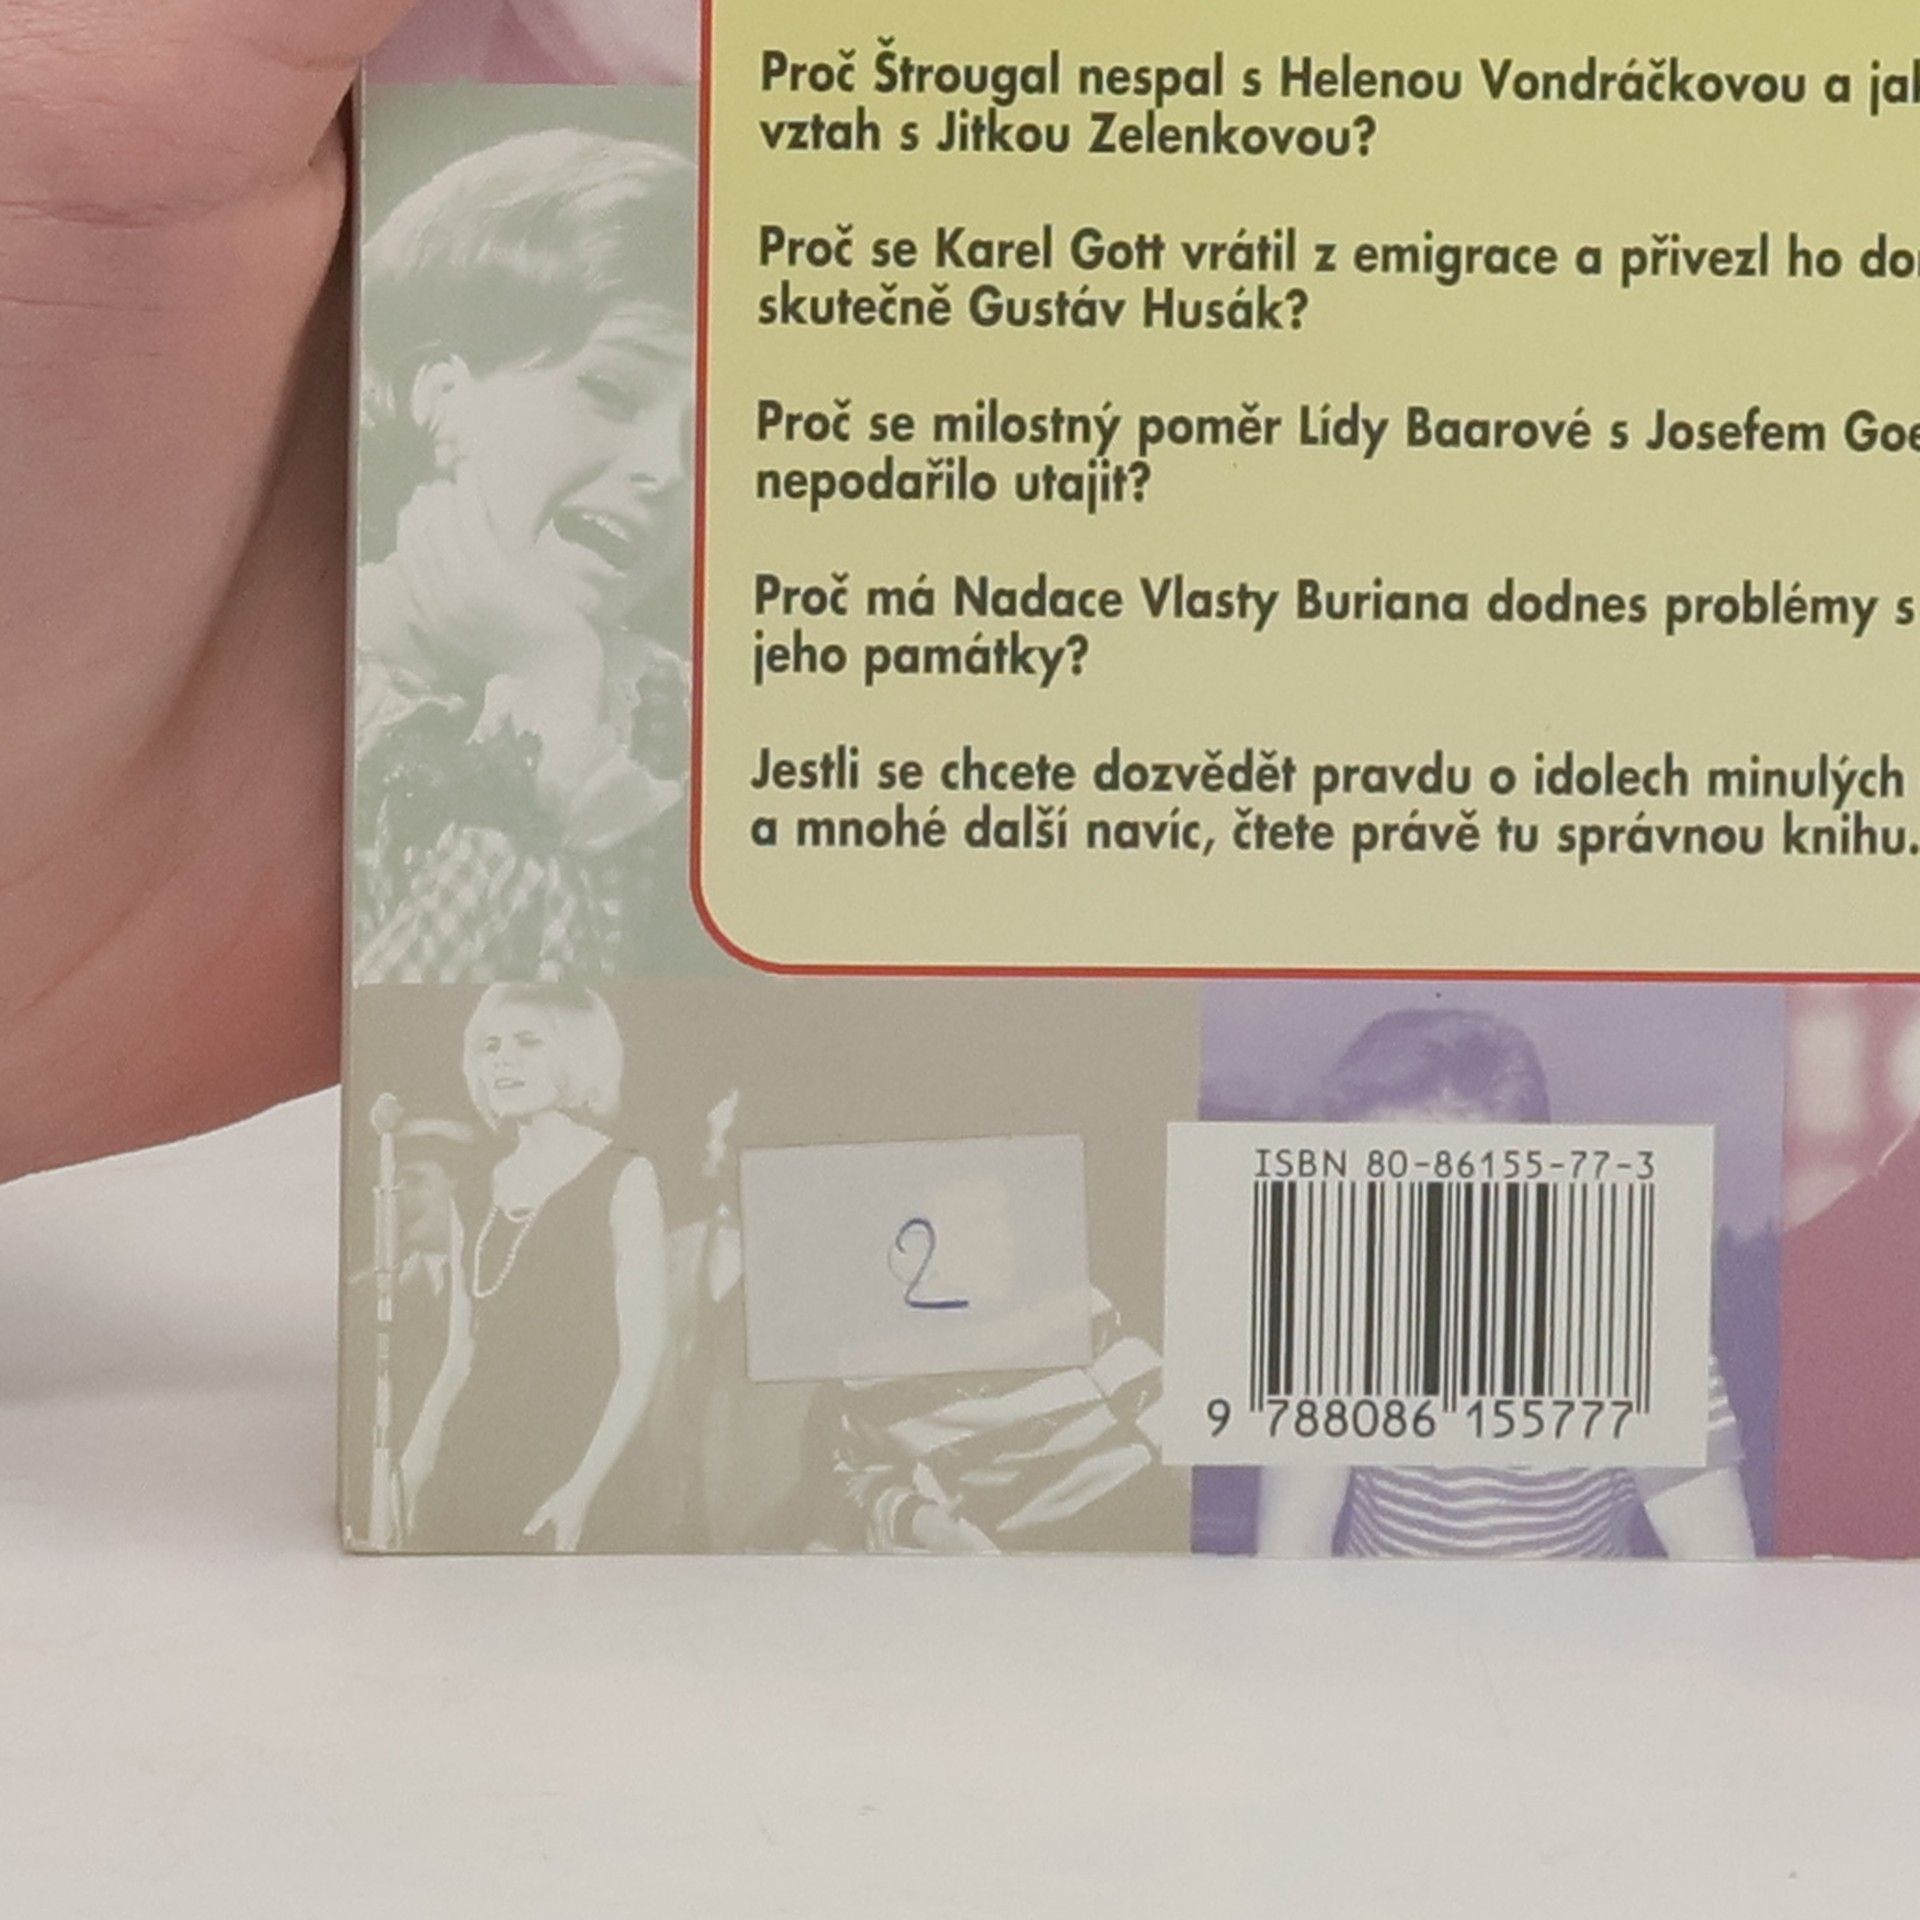 Proč Štrougal nespal s Helenou Vondráčkovou a
vztah s Jitkou Zelenkovou?
Proč se Karel Gott vrátil z emigrace a přivezl ho
skutečně Gustáv Husák?
Proč se milostný poměr Lídy Baarové s Josefem
nepodařilo utajit?
Proč má Nadace Vlasty Buriana dodnes problémy s
jeho památky?
Jestli se chcete dozvědět pravdu o idolech minulých
a mnohé další navíc, čtete právě tu správnou knihu.
2
ISBN 80-86155-77-3
9 788086 155777